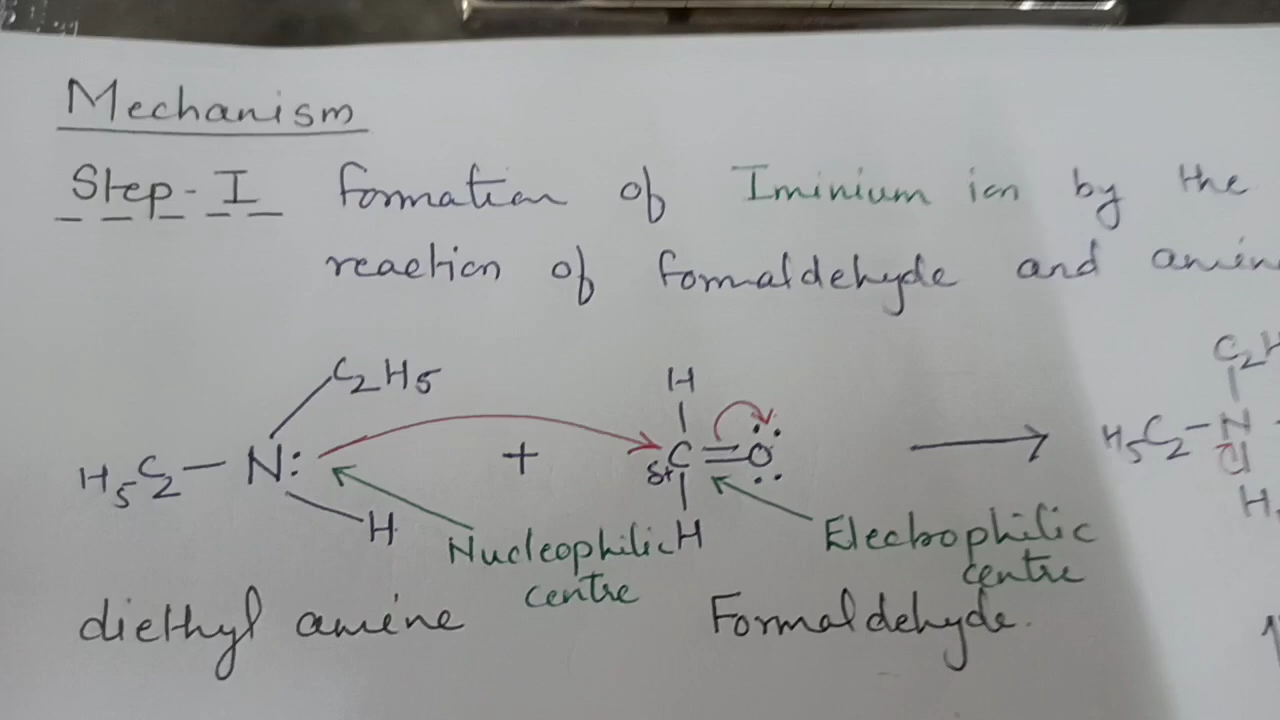 Mechanism
Step-I Formation of Iminium ion by the
reaction of formaldehyde and amin
C2H5
H
C2H
H5C2 - N: + δ+ C = O H5C2 - N
H
H
H
Nucleophilic
centre
Electrophilic
centre
diethyl amine
Formaldehyde.